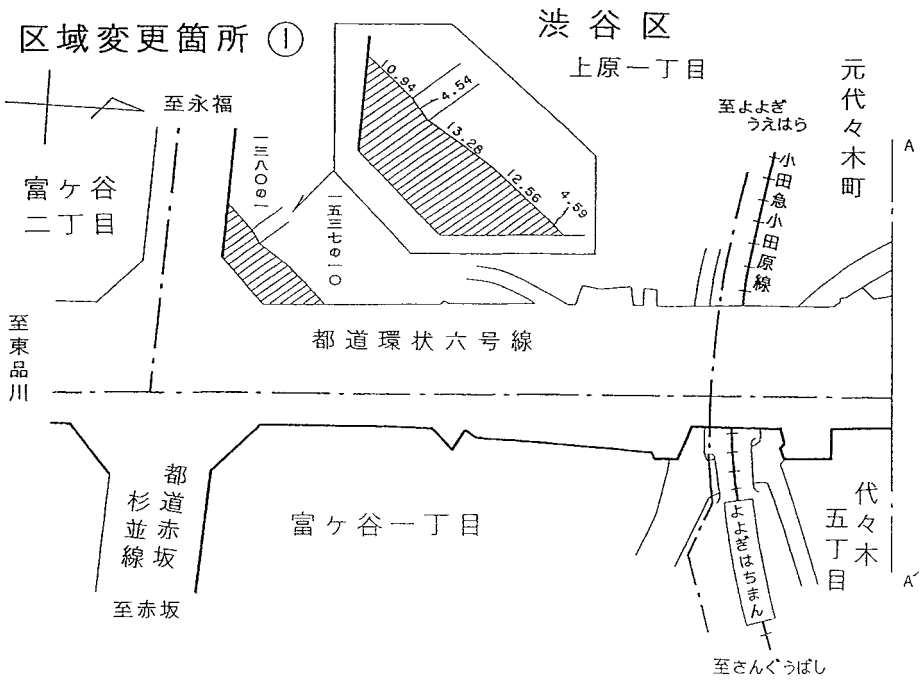 区域変更箇所 ①
渋谷区
上原一丁目
元代々木町
至永福
至よよぎ
うえはら
A
富ヶ谷
二丁目
10.94
4.54
13.28
12.56
4.59
一三八〇の一
一五三七の一〇
小田急小田原線
至東品川
都道環状六号線
都道赤坂
杉並線
富ヶ谷一丁目
よよぎはちまん
代々木
五丁目
A'
至赤坂
至さんぐうばし